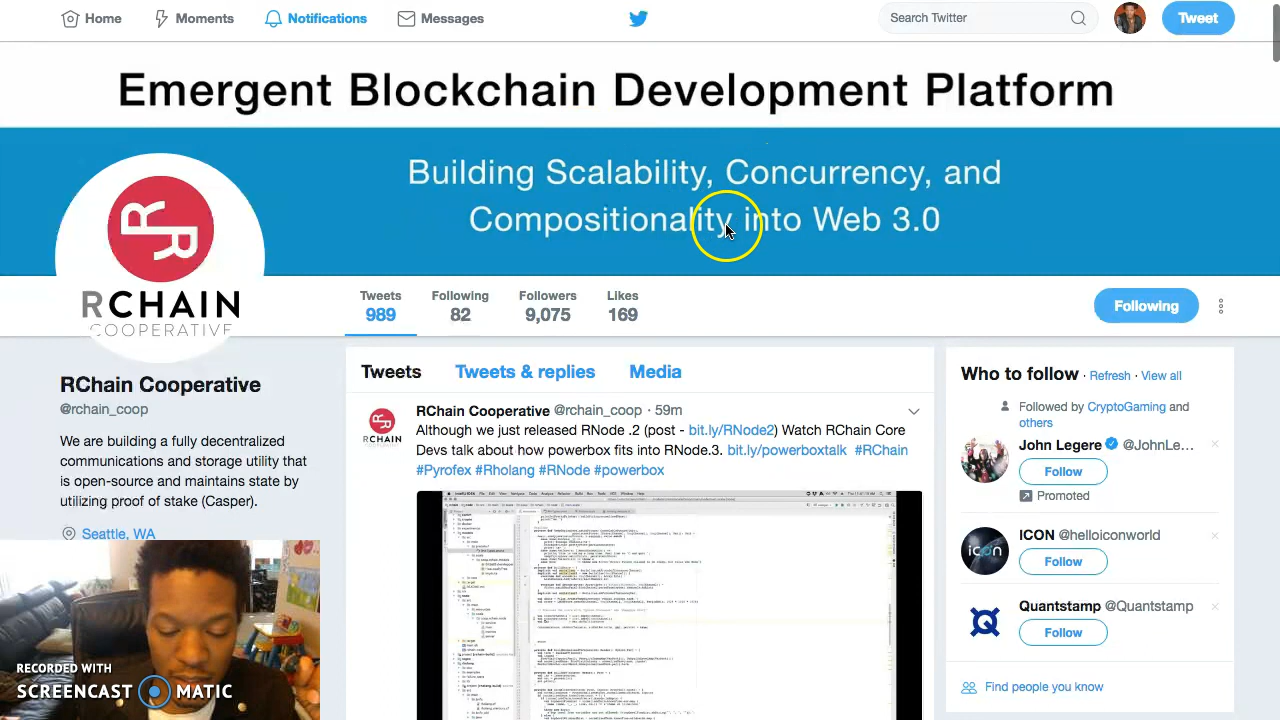 Home
Moments
Notifications
Messages
Search Twitter
Tweet
Emergent Blockchain Development Platform
Building Scalability, Concurrency, and
Compositionality into Web 3.0
RCHAIN
COOPERATIVE
Tweets
989
Following
82
Followers
9,075
Likes
169
Following
RChain Cooperative
@rchain_coop
We are building a fully decentralized
communications and storage utility that
is open-source and maintains state by
utilizing proof of stake (Casper).
Seattle, WA
Tweets
Tweets & replies
Media
RCHAIN
RChain Cooperative @rchain_coop · 59m
Although we just released RNode .2 (post - bit.ly/RNode2) Watch RChain Core
Devs talk about how powerbox fits into RNode.3. bit.ly/powerboxtalk #RChain
#Pyrofex #Rholang #RNode #powerbox
Who to follow · Refresh · View all
Followed by CryptoGaming and
others
John Legere @JohnLe...
Follow
Promoted
ICON @helloiconworld
Follow
Quantstamp @Quantstamp
Follow
Find people you know
RECORDED WITH
SCREENCAST MATIC